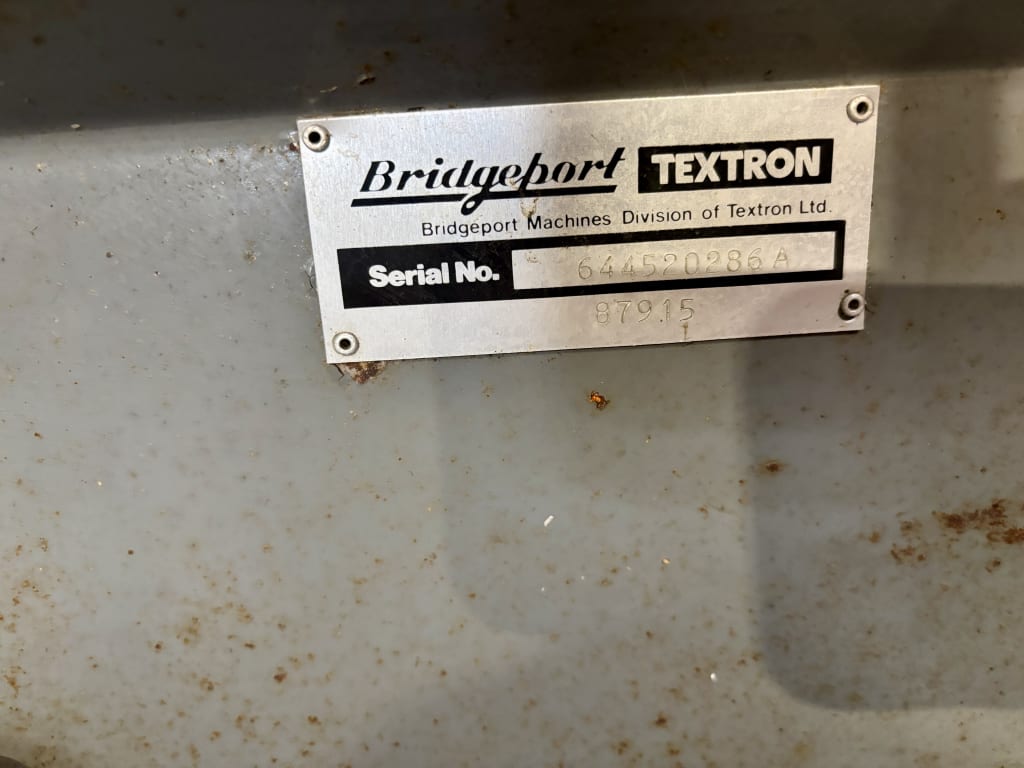 Bridgeport TEXTRON
Bridgeport Machines Division of Textron Ltd.
Serial No. 644520286A
87915